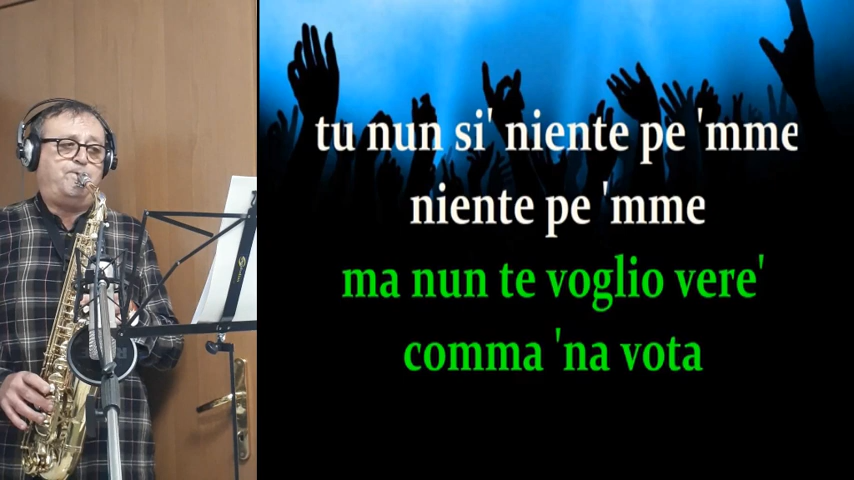 tu nun si' niente pe 'mme
niente pe 'mme
ma nun te voglio vere'
comma 'na vota